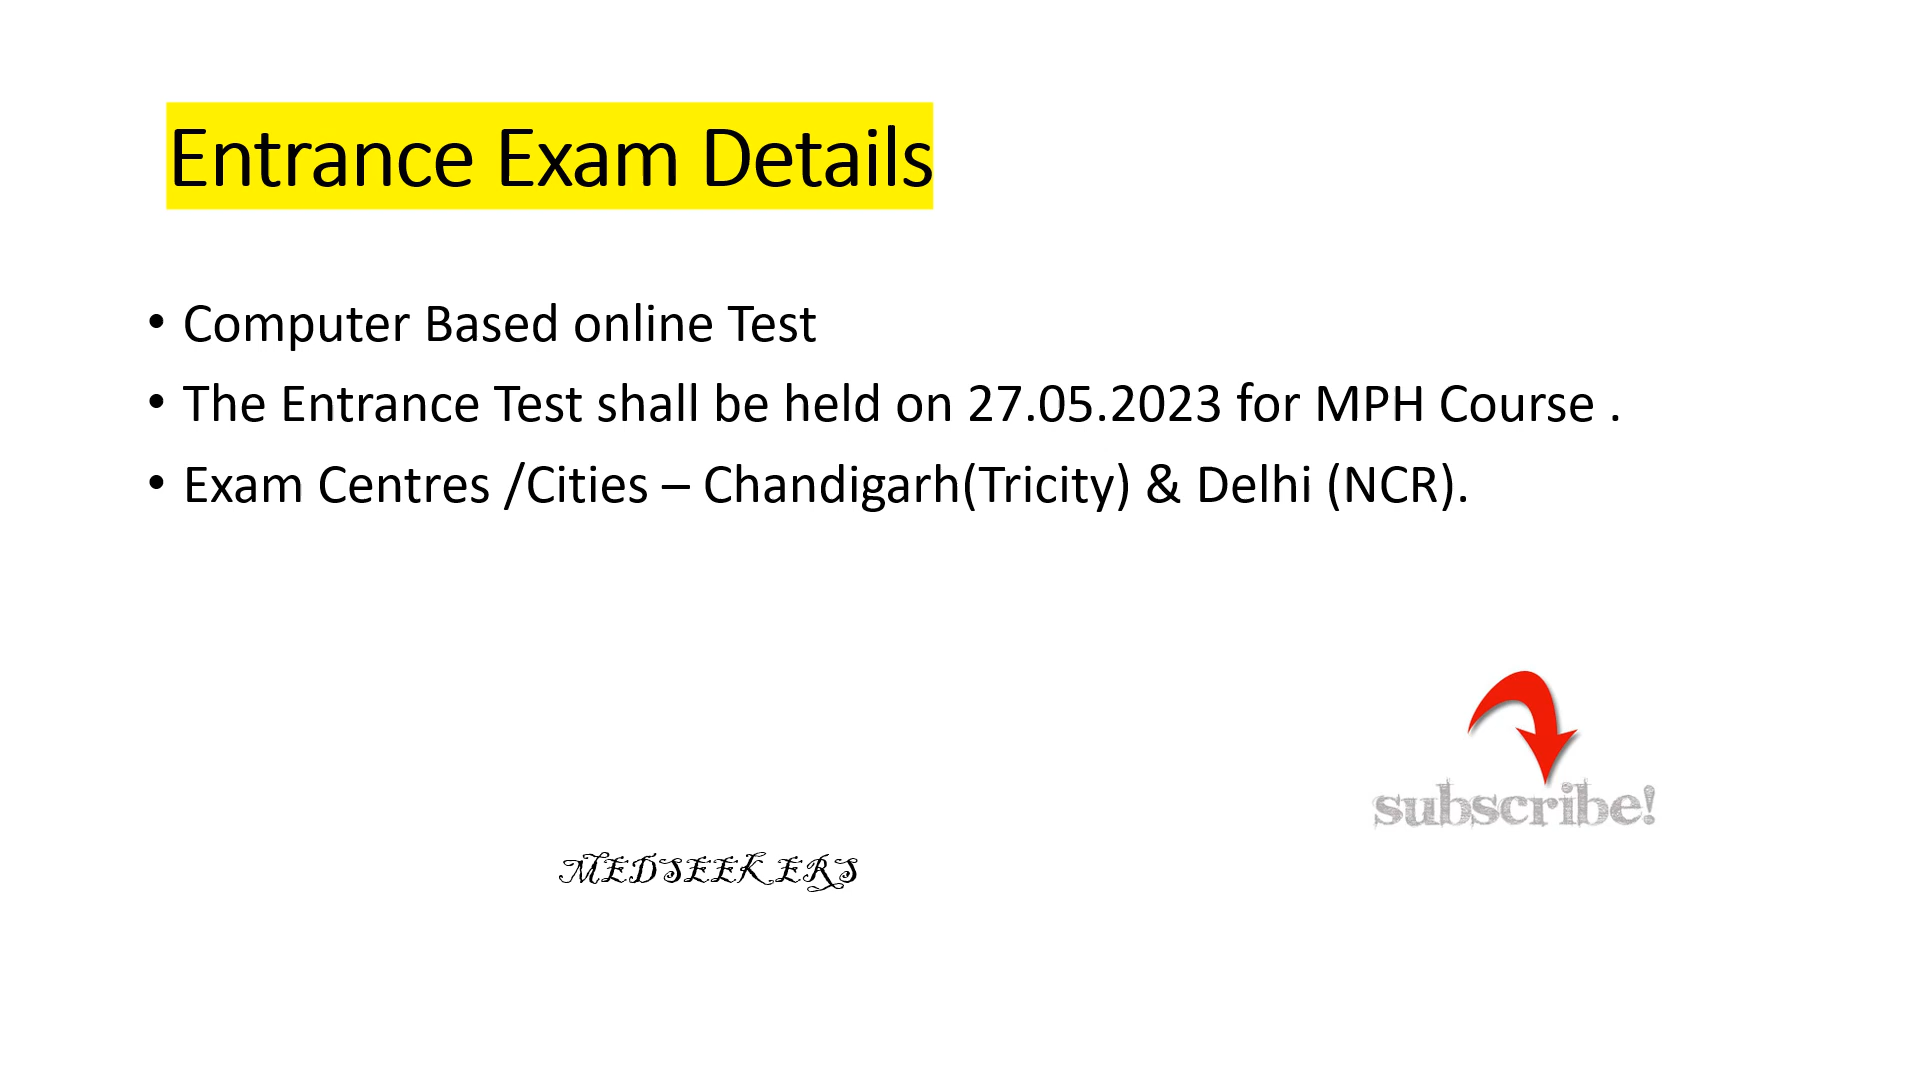 Entrance Exam Details
• Computer Based online Test
• The Entrance Test shall be held on 27.05.2023 for MPH Course .
• Exam Centres /Cities – Chandigarh(Tricity) & Delhi (NCR).
subscribe!
MEDSEEKERS